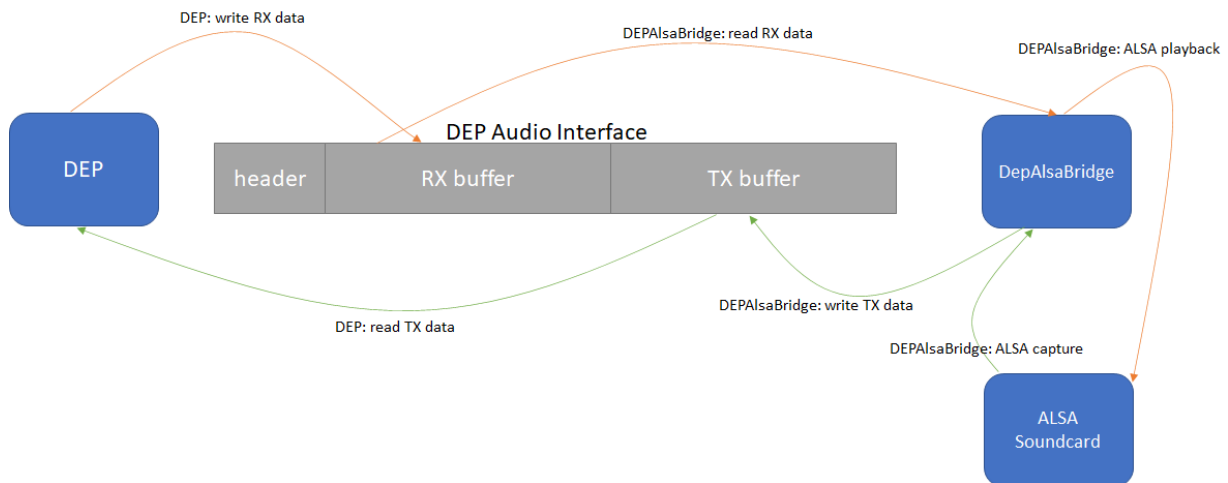 DEP: write RX data
DEPAlsaBridge: read RX data
DEPAlsaBridge: ALSA playback
DEP Audio Interface
DEP
header
RX buffer
TX buffer
DepAlsaBridge
DEPAlsaBridge: write TX data
DEP: read TX data
DEPAlsaBridge: ALSA capture
ALSA
Soundcard